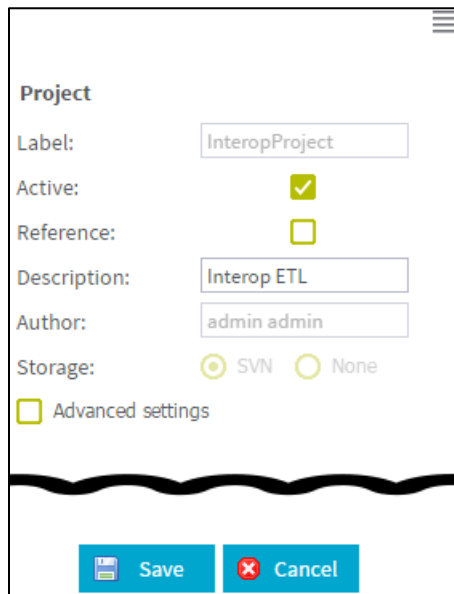 Project
Label: InteropProject
Active:
Reference:
Description: Interop ETL
Author: admin admin
Storage: SVN None
Advanced settings
Save Cancel